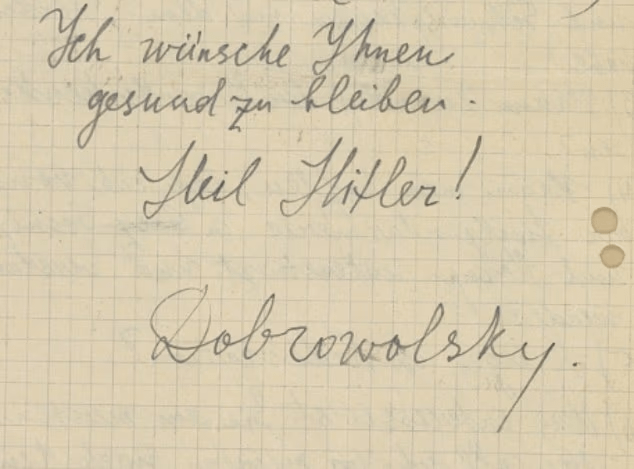 Ich wünsche Ihnen
gesund zu bleiben.
Heil Hitler!
Dobrowolsky.